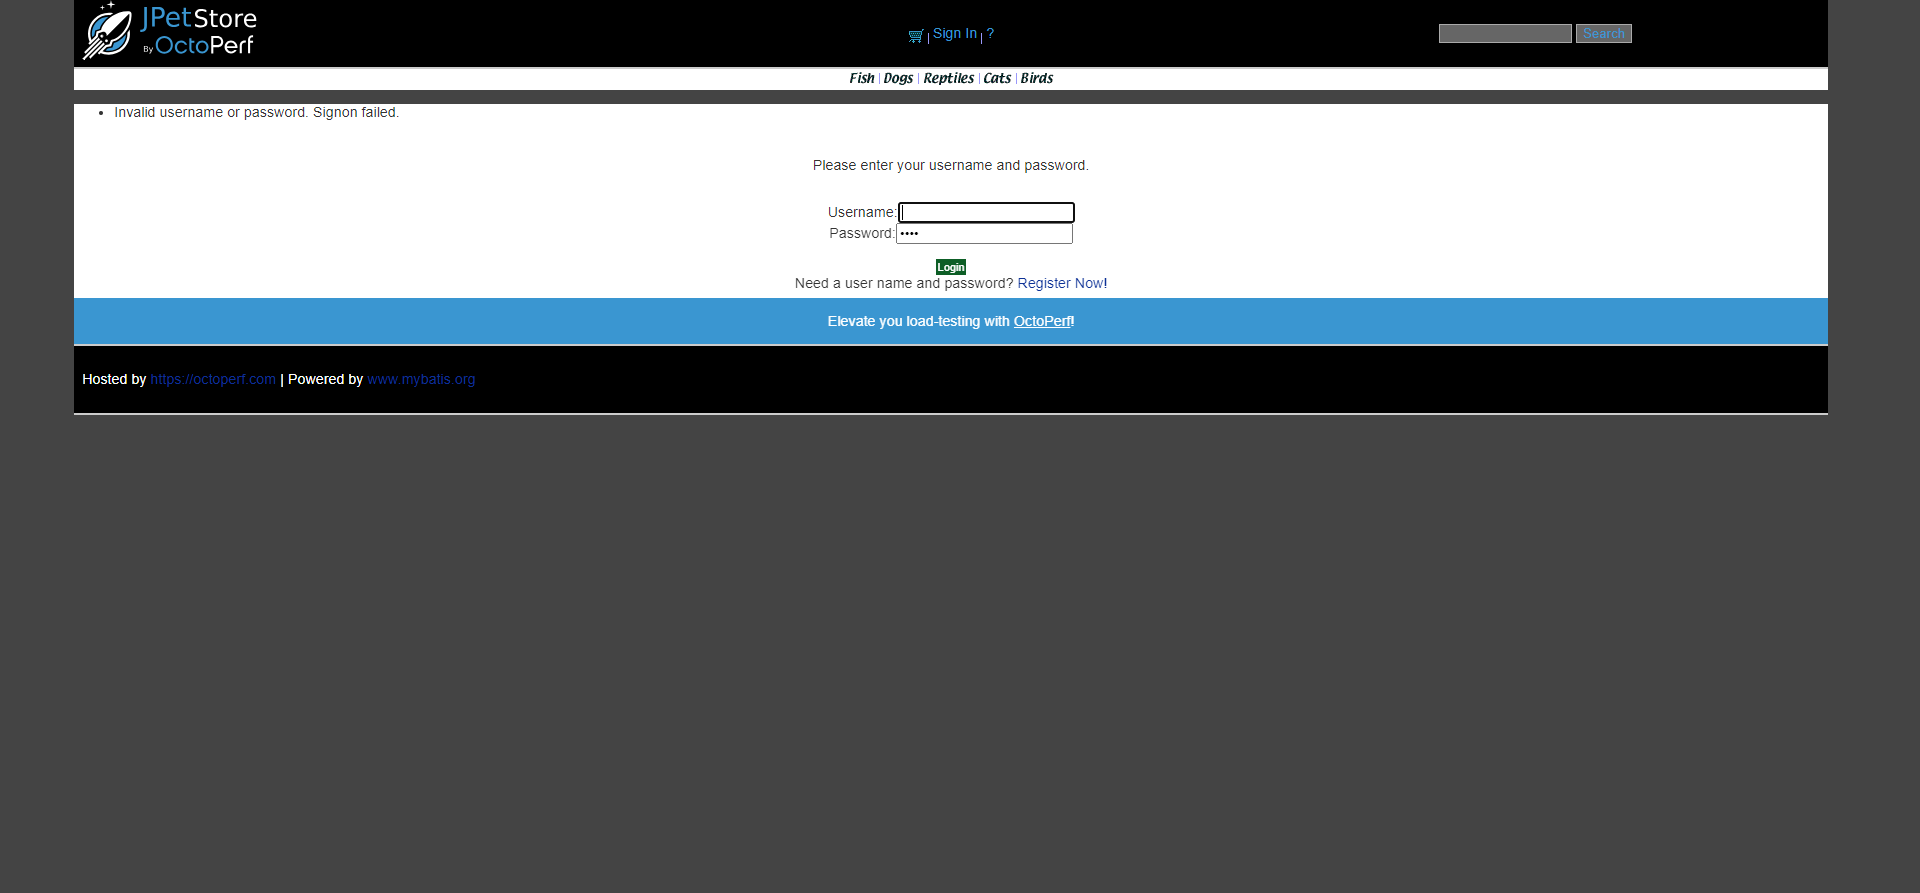 JPetStore
By OctoPerf
Sign In | ?
Search
Fish | Dogs | Reptiles | Cats | Birds
• Invalid username or password. Signon failed.
Please enter your username and password.
Username:
Password:••••
Login
Need a user name and password? Register Now!
Elevate you load-testing with OctoPerf!
Hosted by https://octoperf.com | Powered by www.mybatis.org